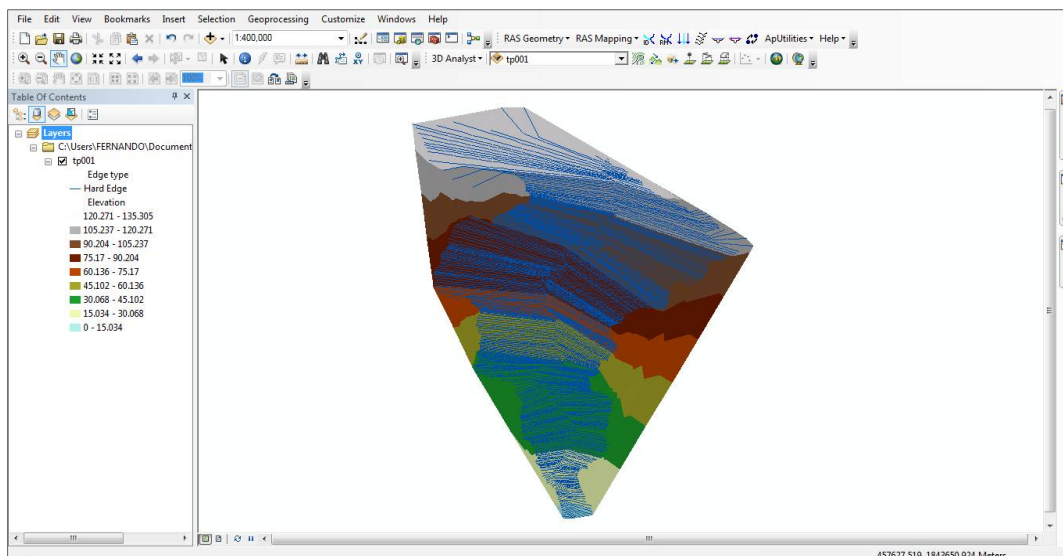 File Edit View Bookmarks Insert Selection Geoprocessing Customize Windows Help
1:400,000 RAS Geometry RAS Mapping ApUtilities Help
3D Analyst tp001
Table Of Contents
Layers
C:\Users\FERNANDO\Document
tp001
Edge type
Hard Edge
Elevation
120.271 - 135.305
105.237 - 120.271
90.204 - 105.237
75.17 - 90.204
60.136 - 75.17
45.102 - 60.136
30.068 - 45.102
15.034 - 30.068
0 - 15.034
457627.519 1843650.924 Meters